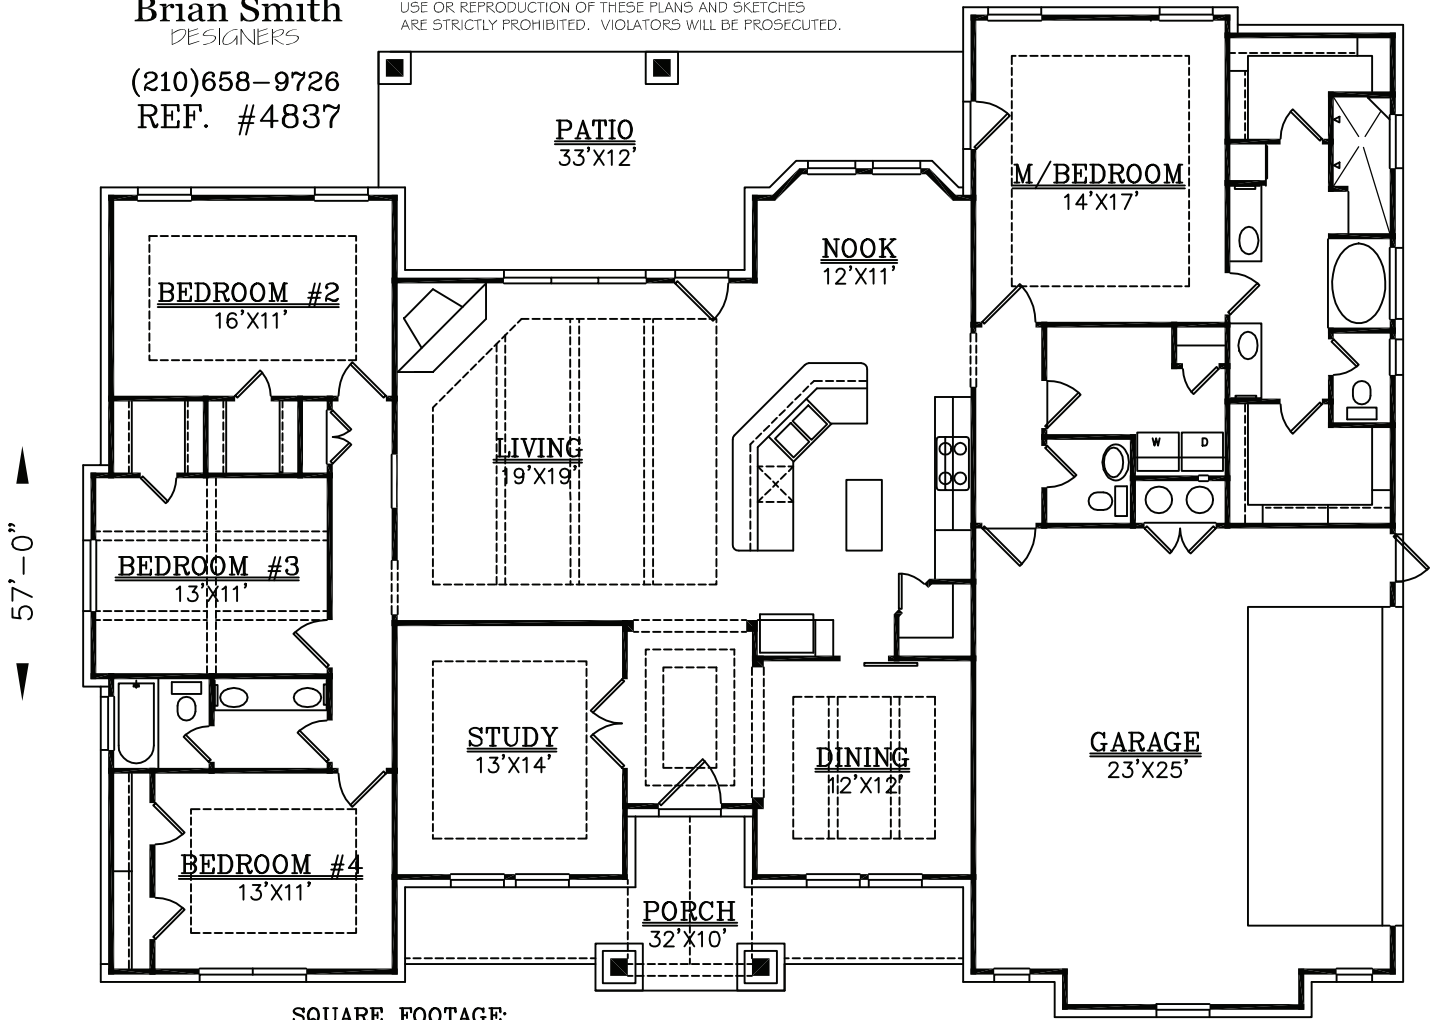 Brian Smith
DESIGNERS
(210)658-9726
REF. #4837
USE OR REPRODUCTION OF THESE PLANS AND SKETCHES
ARE STRICTLY PROHIBITED. VIOLATORS WILL BE PROSECUTED.
PATIO
33'X12'
M/BEDROOM
14'X17'
NOOK
12'X11'
BEDROOM #2
16'X11'
LIVING
19'X19'
W
D
57'-0"
BEDROOM #3
13'X11'
STUDY
13'X14'
DINING
12'X12'
GARAGE
23'X25'
BEDROOM #4
13'X11'
PORCH
32'X10'
SQUARE FOOTAGE: